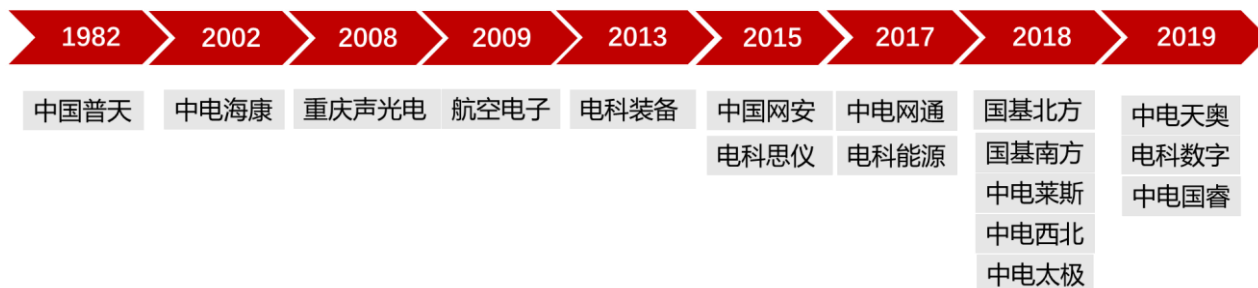 1982 2002 2008 2009 2013 2015 2017 2018 2019
中国普天 中电海康 重庆声光电 航空电子 电科装备 中国网安 中电网通 国基北方 中电天奥
电科思仪 电科能源 国基南方 电科数字
中电莱斯 中电国睿
中电西北
中电太极